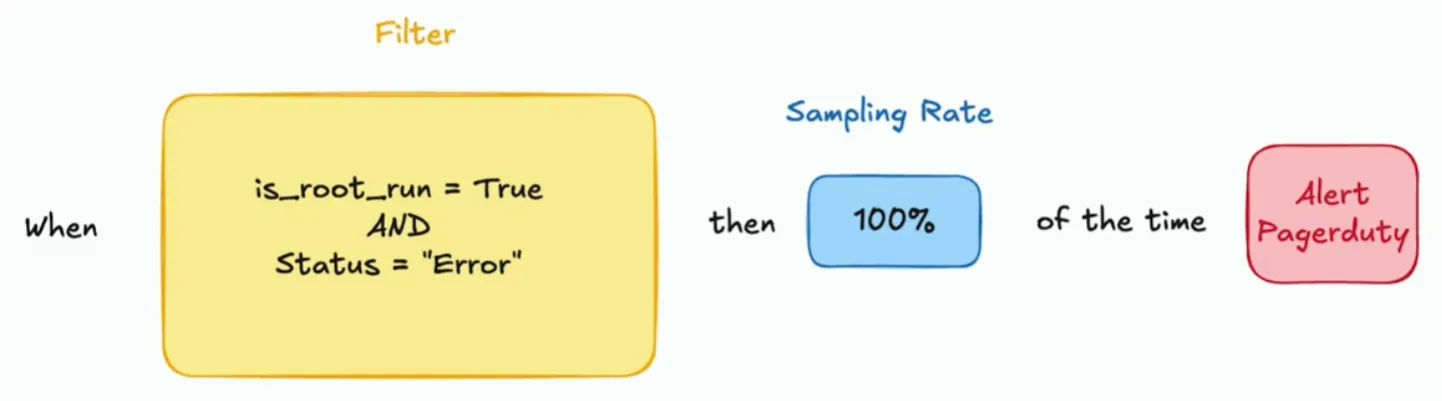 Filter
Sampling Rate
When
is_root_run = True
AND
Status = "Error"
then
100%
of the time
Alert
Pagerduty